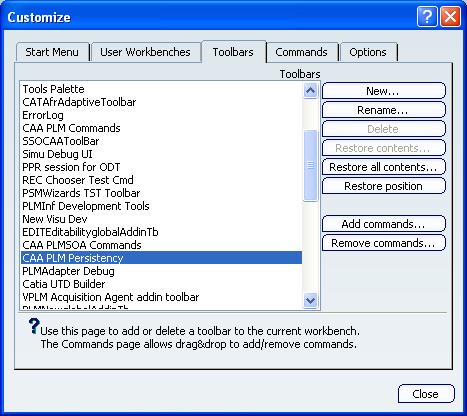 Customize
Start Menu
User Workbenches
Toolbars
Commands
Options
Toolbars
Tools Palette
CATAfrAdaptiveToolbar
ErrorLog
CAA PLM Commands
SSOCAAToolBar
Simu Debug UI
PPR session for ODT
REC Chooser Test Cmd
PSMWizards TST Toolbar
PLMInf Development Tools
New Visu Dev
EDITEditabilityglobalAddinTb
CAA PLMSOA Commands
CAA PLM Persistency
PLMAdapter Debug
Catia UTD Builder
VPLM Acquisition Agent addin toolbar
PLMNewglobalAddinTb
New...
Rename...
Delete
Restore contents...
Restore all contents...
Restore position
Add commands...
Remove commands...
Use this page to add or delete a toolbar to the current workbench.
The Commands page allows drag&drop to add/remove commands.
Close